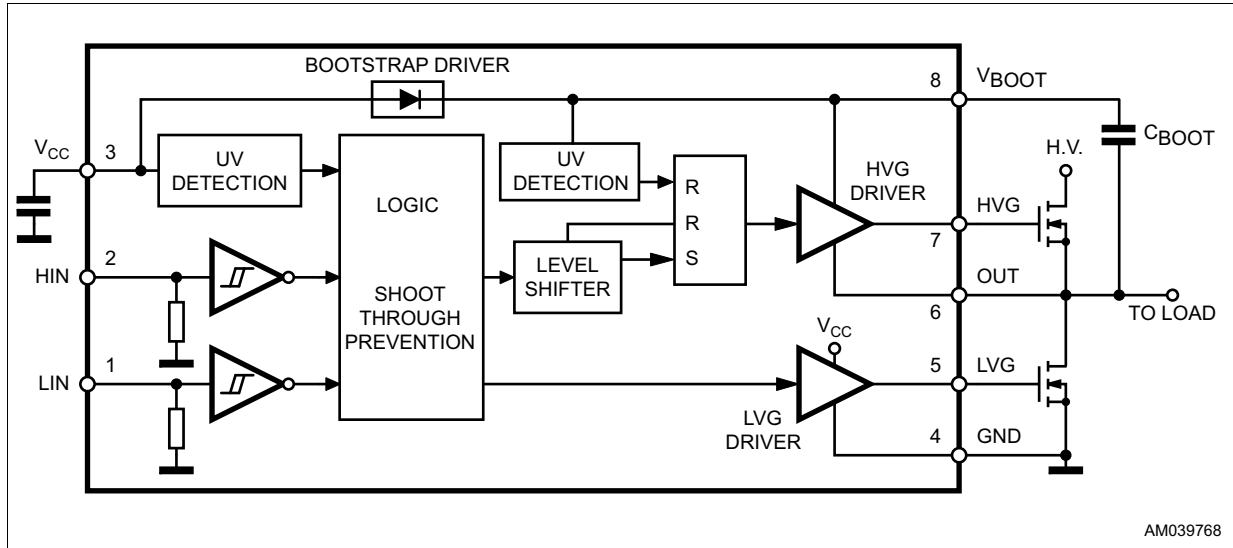 BOOTSTRAP DRIVER
8
VBOOT
CBOOT
H.V.
VCC
3
UV
DETECTION
UV
DETECTION
LOGIC
SHOOT
THROUGH
PREVENTION
R
R
S
LEVEL
SHIFTER
HVG
DRIVER
HVG
7
HIN
2
OUT
6
TO LOAD
VCC
LIN
1
5
LVG
LVG
DRIVER
4
GND
AM039768